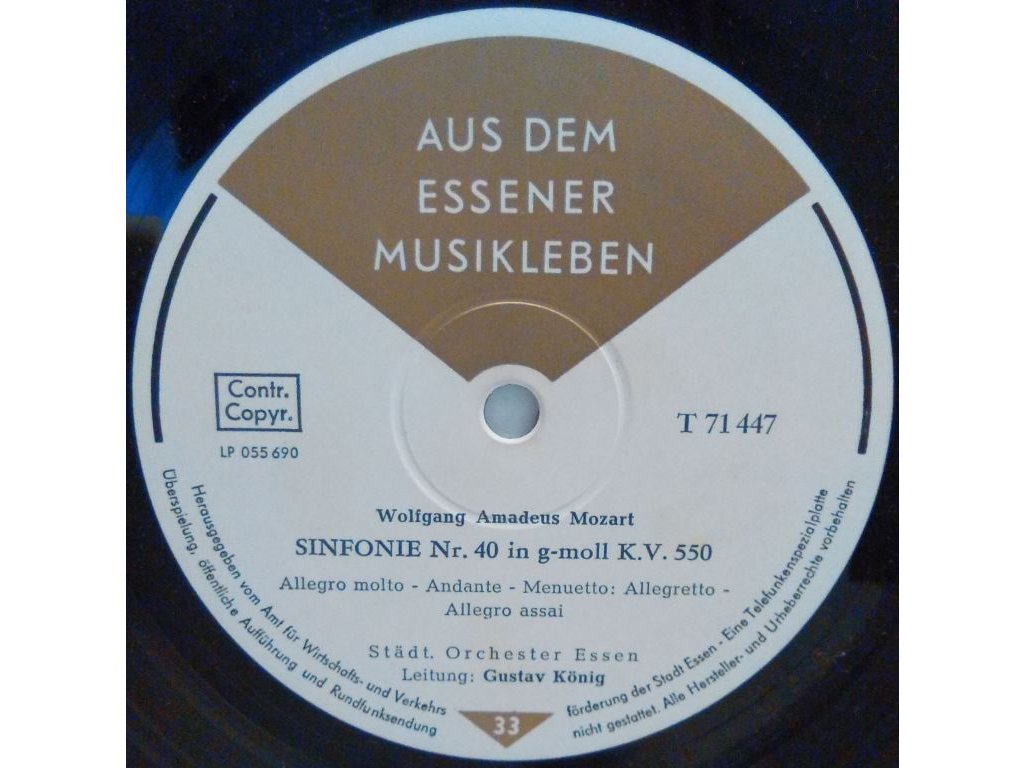 AUS DEM
ESSENER
MUSIKLEBEN
Contr.
Copyr.
LP 055 690
T 71 447
Wolfgang Amadeus Mozart
SINFONIE Nr. 40 in g-moll K.V. 550
Allegro molto - Andante - Menuetto: Allegretto -
Allegro assai
Städt. Orchester Essen
Leitung: Gustav König
33
Herausgegeben vom Amt für Wirtschafts- und Verkehrsförderung der Stadt Essen - Eine Telefunkenspezialplatte
Überspielung, öffentliche Aufführung und Rundfunksendung nicht gestattet. Alle Hersteller- und Urheberrechte vorbehalten